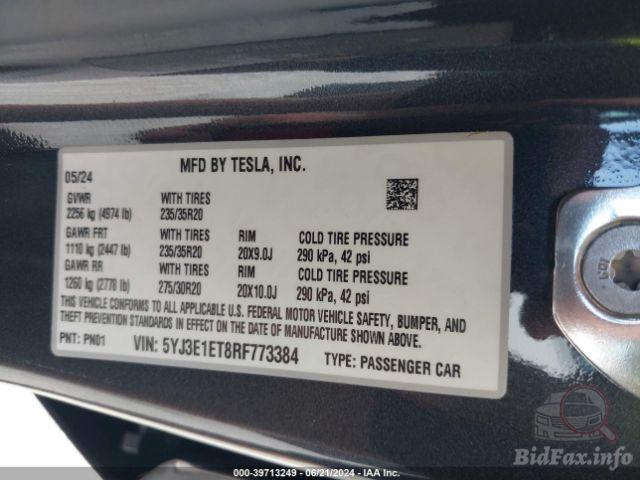 MFD BY TESLA, INC.
05/24
GVWR WITH TIRES
2256 kg (4974 lb) 235/35R20
GAWR FRT WITH TIRES RIM COLD TIRE PRESSURE
1110 kg (2447 lb) 235/35R20 20X9.0J 290 kPa, 42 psi
GAWR RR WITH TIRES RIM COLD TIRE PRESSURE
1260 kg (2778 lb) 275/30R20 20X10.0J 290 kPa, 42 psi
THIS VEHICLE CONFORMS TO ALL APPLICABLE U.S. FEDERAL MOTOR VEHICLE SAFETY, BUMPER, AND
THEFT PREVENTION STANDARDS IN EFFECT ON THE DATE OF MANUFACTURE SHOWN ABOVE.
PNT: PN01 VIN: 5YJ3E1ET8RF773384 TYPE: PASSENGER CAR
BidFax.info
000-39713249 - 06/21/2024 - IAA Inc.